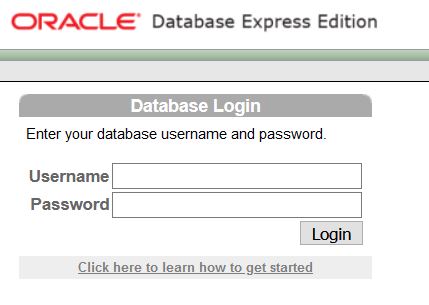 ORACLE® Database Express Edition
Database Login
Enter your database username and password.
Username
Password
Login
Click here to learn how to get started